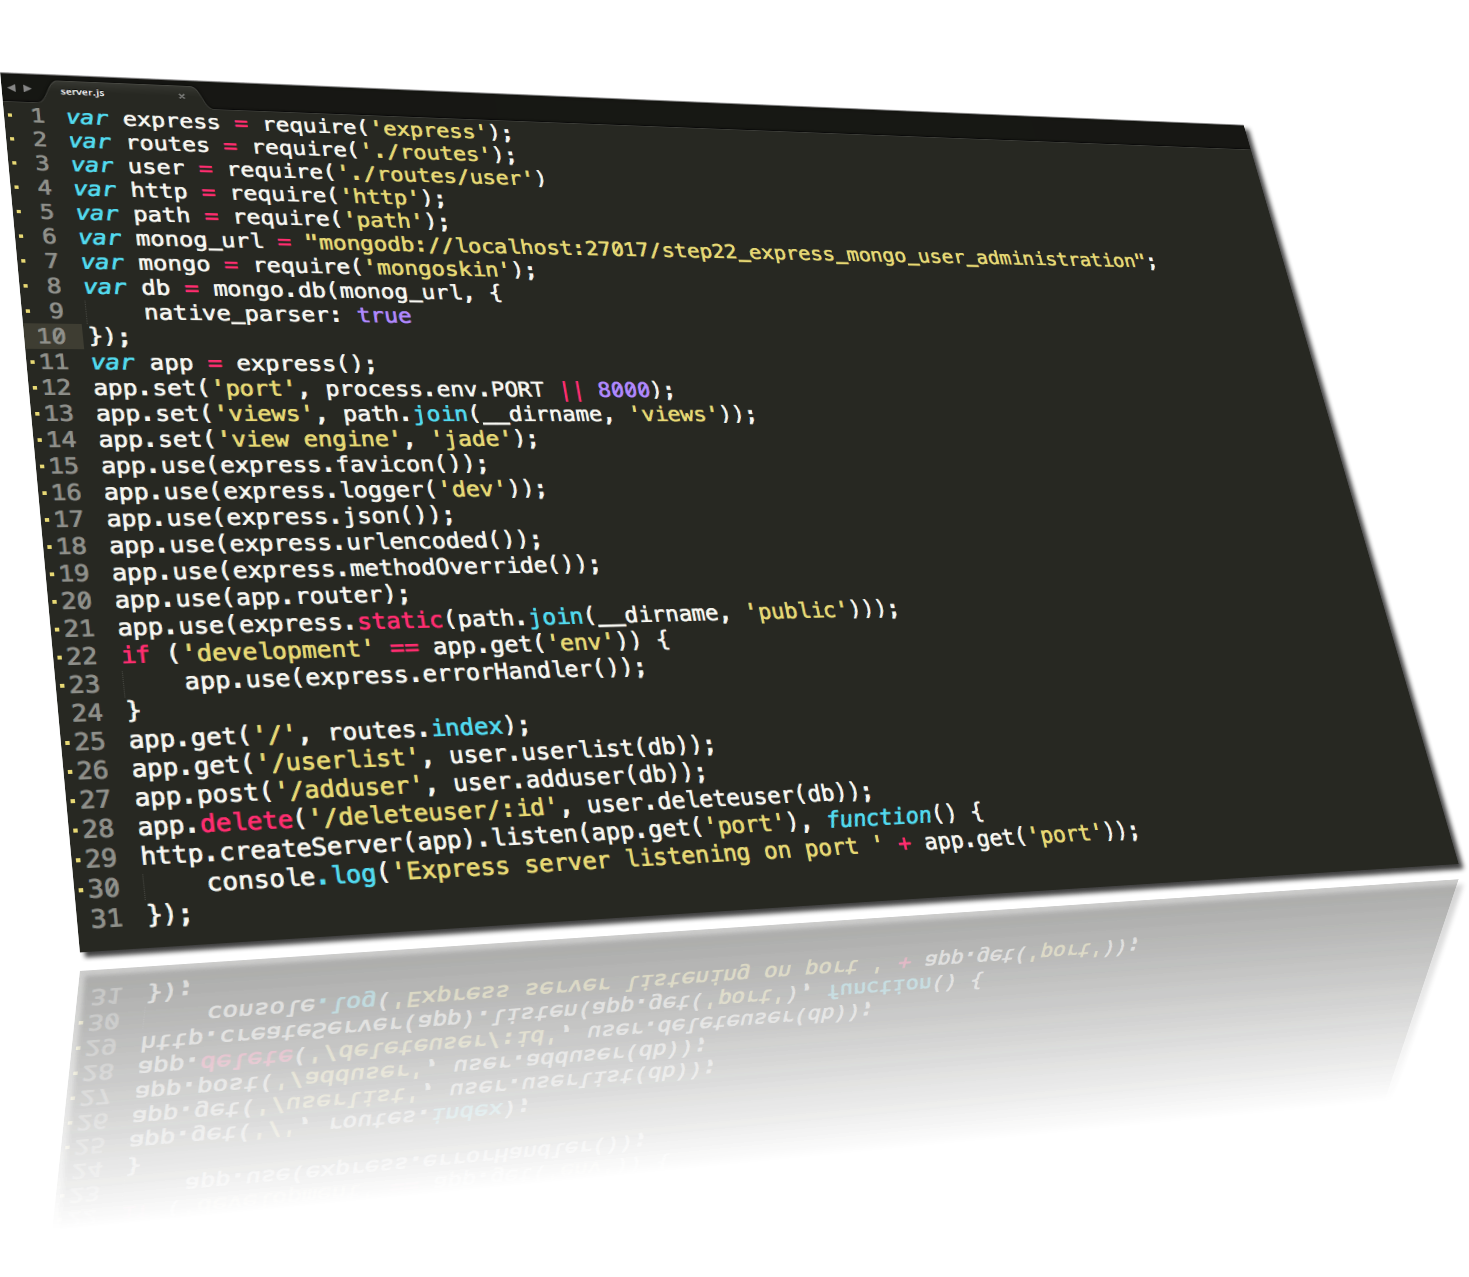 server.js
1 var express = require('express');
2 var routes = require('./routes');
3 var user = require('./routes/user')
4 var http = require('http');
5 var path = require('path');
6 var monog_url = "mongodb://localhost:27017/step22_express_mongo_user_administration";
7 var mongo = require('mongoskin');
8 var db = mongo.db(monog_url, {
9     native_parser: true
10 });
11 var app = express();
12 app.set('port', process.env.PORT || 8000);
13 app.set('views', path.join(__dirname, 'views'));
14 app.set('view engine', 'jade');
15 app.use(express.favicon());
16 app.use(express.logger('dev'));
17 app.use(express.json());
18 app.use(express.urlencoded());
19 app.use(express.methodOverride());
20 app.use(app.router);
21 app.use(express.static(path.join(__dirname, 'public')));
22 if ('development' == app.get('env')) {
23     app.use(express.errorHandler());
24 }
25 app.get('/', routes.index);
26 app.get('/userlist', user.userlist(db));
27 app.post('/adduser', user.adduser(db));
28 app.delete('/deleteuser/:id', user.deleteuser(db));
29 http.createServer(app).listen(app.get('port'), function() {
30     console.log('Express server listening on port ' + app.get('port'));
31 });